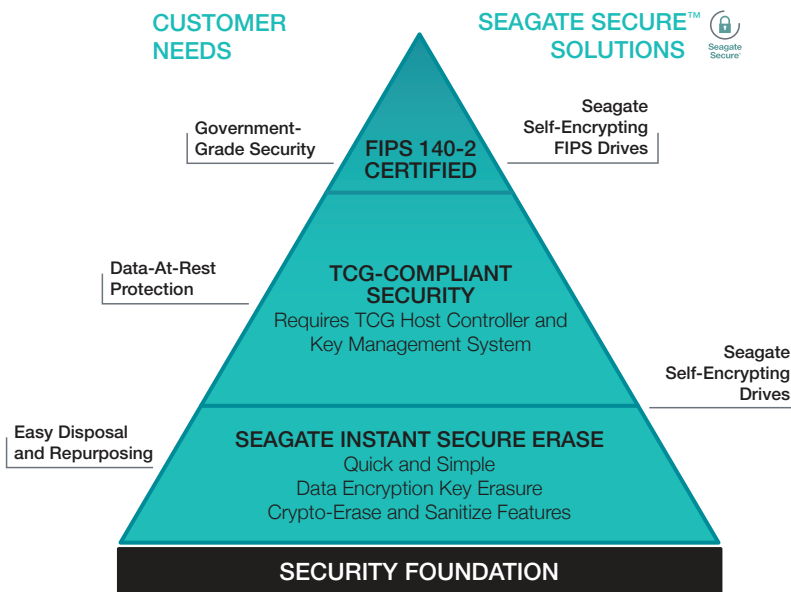 CUSTOMER
NEEDS
SEAGATE SECURE™
SOLUTIONS
Seagate
Secure
Government-
Grade Security
FIPS 140-2
CERTIFIED
Seagate
Self-Encrypting
FIPS Drives
Data-At-Rest
Protection
TCG-COMPLIANT
SECURITY
Requires TCG Host Controller and
Key Management System
Seagate
Self-Encrypting
Drives
Easy Disposal
and Repurposing
SEAGATE INSTANT SECURE ERASE
Quick and Simple
Data Encryption Key Erasure
Crypto-Erase and Sanitize Features
SECURITY FOUNDATION